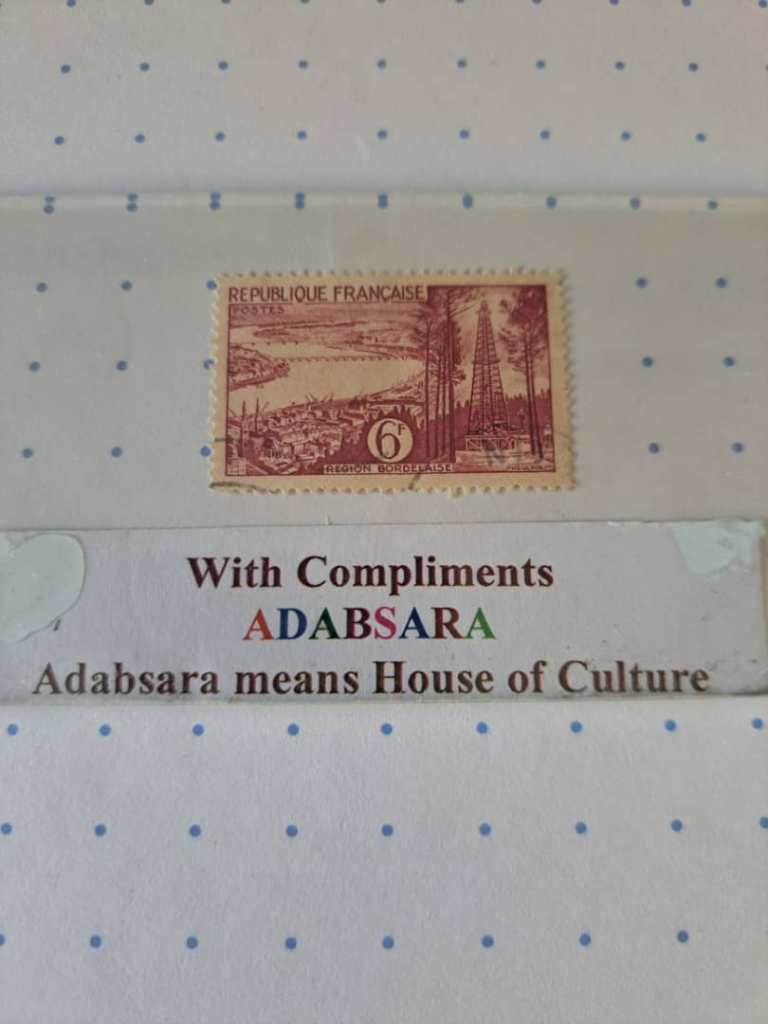 REPUBLIQUE FRANÇAISE
POSTES
6F
REGION BORDELAISE
With Compliments
ADABSARA
Adabsara means House of Culture